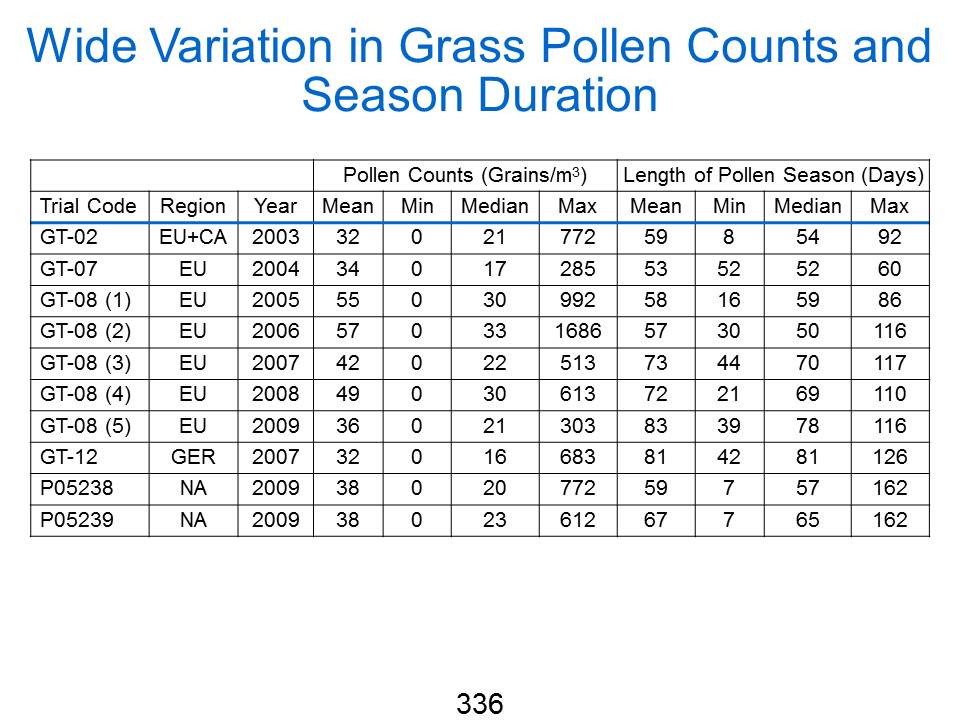 Wide Variation in Grass Pollen Counts and
Season Duration
Pollen Counts (Grains/m³) Length of Pollen Season (Days)
Trial Code Region Year Mean Min Median Max Mean Min Median Max
GT-02 EU+CA 2003 32 0 21 772 59 8 54 92
GT-07 EU 2004 34 0 17 285 53 52 52 60
GT-08 (1) EU 2005 55 0 30 992 58 16 59 86
GT-08 (2) EU 2006 57 0 33 1686 57 30 50 116
GT-08 (3) EU 2007 42 0 22 513 73 44 70 117
GT-08 (4) EU 2008 49 0 30 613 72 21 69 110
GT-08 (5) EU 2009 36 0 21 303 83 39 78 116
GT-12 GER 2007 32 0 16 683 81 42 81 126
P05238 NA 2009 38 0 20 772 59 7 57 162
P05239 NA 2009 38 0 23 612 67 7 65 162
336